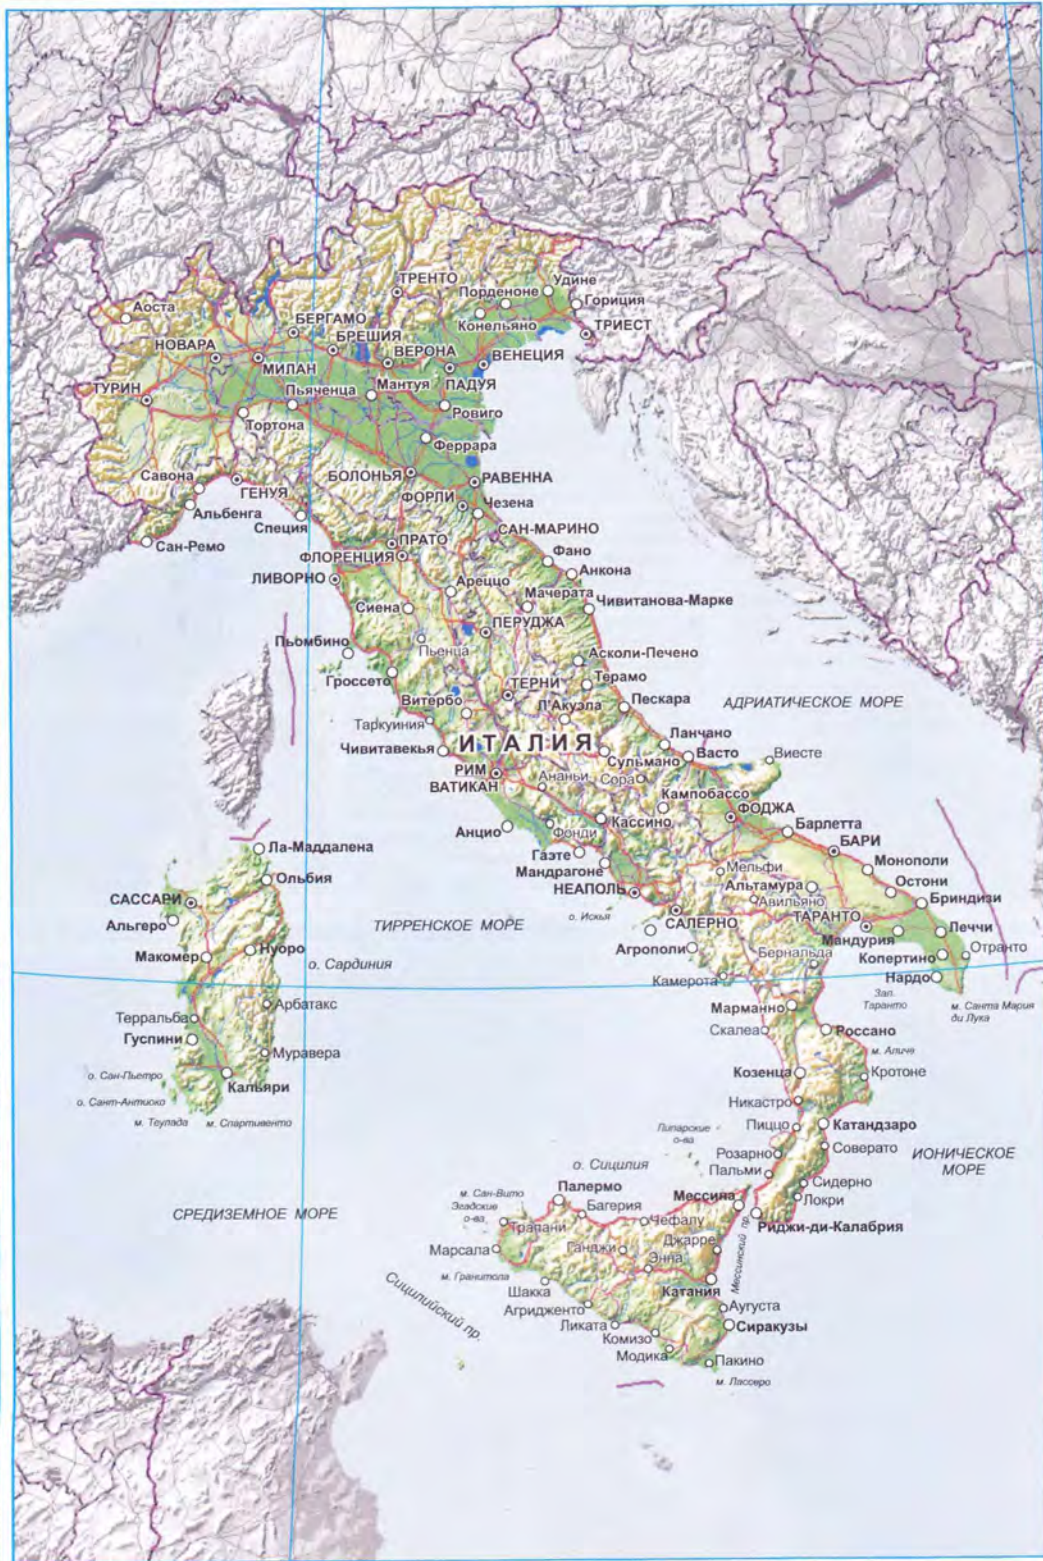 ТРЕНТО
Удине
Порденоне
Гориция
Аоста
БЕРГАМО
Конельяно
ТРИЕСТ
БРЕШИЯ
НОВАРА
ВЕРОНА
ВЕНЕЦИЯ
МИЛАН
ТУРИН
Пьяченца
Мантуя
ПАДУЯ
Тортона
Ровиго
Феррара
Савона
БОЛОНЬЯ
РАВЕННА
ГЕНУЯ
ФОРЛИ
Чезена
Альбенга
Специя
САН-МАРИНО
Сан-Ремо
ПРАТО
ФЛОРЕНЦИЯ
Фано
Анкона
ЛИВОРНО
Ареццо
Мачерата
Сиена
Чивитанова-Марке
ПЕРУДЖА
Пьомбино
Пьенца
Асколи-Печено
Гроссето
ТЕРНИ
Терамо
Витербо
Л'Акуэла
Пескара
АДРИАТИЧЕСКОЕ МОРЕ
Таркуиния
Ланчано
Чивитавекья
ИТАЛИЯ
Васто
Виесте
Сульмано
РИМ
ВАТИКАН
Ананьи
Сора
Кампобассо
ФОДЖА
Анцио
Фонди
Кассино
Барлетта
БАРИ
Ла-Маддалена
Гаэте
Мандрагоне
Мельфи
Монополи
Ольбия
НЕАПОЛЬ
Альтамура
Остони
САССАРИ
Авильяно
Бриндизи
о. Искья
Альгеро
ТИРРЕНСКОЕ МОРЕ
САЛЕРНО
ТАРАНТО
Мандурия
Леччи
Агрополи
Бернальда
Отранто
Макомер
Нуоро
о. Сардиния
Копертино
Камерота
Нардо
Арбатакс
Марманно
Зал.
Таранто
м. Санта Мария
ди Лука
Терральба
Скалеа
Россано
Гуспини
Муравера
м. Аличе
о. Сан-Пьетро
Кальяри
Козенца
Кротоне
о. Сант-Антиоко
Никастро
м. Теулада
м. Спартивенто
Липарские
о-ва
Пиццо
Катандзаро
Соверато
ИОНИЧЕСКОЕ
МОРЕ
Розарно
о. Сицилия
Пальми
Сидерно
м. Сан-Вито
Палермо
Мессина
Локри
Эгадские
о-ва
Багерия
СРЕДИЗЕМНОЕ МОРЕ
Трапани
Чефалу
Риджи-ди-Калабрия
Марсала
Ганджи
Джарре
Мессинский пр.
Энна
м. Гранитола
Шакка
Катания
Сицилийский пр.
Агридженто
Аугуста
Ликата
Сиракузы
Комизо
Модика
Пакино
м. Пассеро